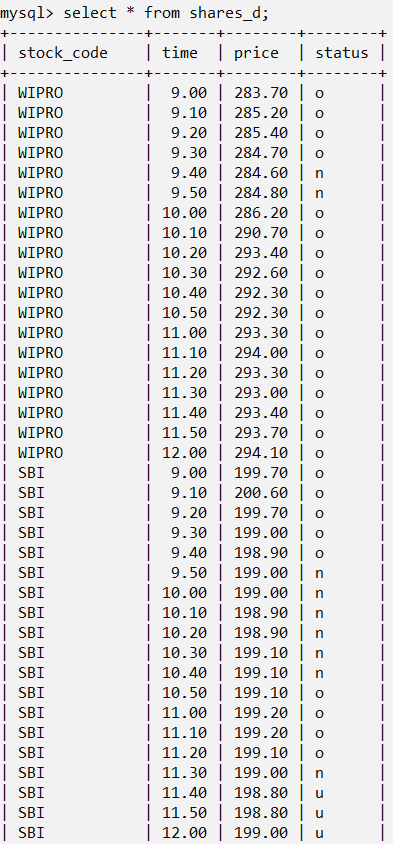 mysql> select * from shares_d;
+--------------+-------+--------+--------+
| stock_code | time | price | status |
+--------------+-------+--------+--------+
| WIPRO | 9.00 | 283.70 | o |
| WIPRO | 9.10 | 285.20 | o |
| WIPRO | 9.20 | 285.40 | o |
| WIPRO | 9.30 | 284.70 | o |
| WIPRO | 9.40 | 284.60 | n |
| WIPRO | 9.50 | 284.80 | n |
| WIPRO | 10.00 | 286.20 | o |
| WIPRO | 10.10 | 290.70 | o |
| WIPRO | 10.20 | 293.40 | o |
| WIPRO | 10.30 | 292.60 | o |
| WIPRO | 10.40 | 292.30 | o |
| WIPRO | 10.50 | 292.30 | o |
| WIPRO | 11.00 | 293.30 | o |
| WIPRO | 11.10 | 294.00 | o |
| WIPRO | 11.20 | 293.30 | o |
| WIPRO | 11.30 | 293.00 | o |
| WIPRO | 11.40 | 293.40 | o |
| WIPRO | 11.50 | 293.70 | o |
| WIPRO | 12.00 | 294.10 | o |
| SBI | 9.00 | 199.70 | o |
| SBI | 9.10 | 200.60 | o |
| SBI | 9.20 | 199.70 | o |
| SBI | 9.30 | 199.00 | o |
| SBI | 9.40 | 198.90 | o |
| SBI | 9.50 | 199.00 | n |
| SBI | 10.00 | 199.00 | n |
| SBI | 10.10 | 198.90 | n |
| SBI | 10.20 | 198.90 | n |
| SBI | 10.30 | 199.10 | n |
| SBI | 10.40 | 199.10 | n |
| SBI | 10.50 | 199.10 | o |
| SBI | 11.00 | 199.20 | o |
| SBI | 11.10 | 199.20 | o |
| SBI | 11.20 | 199.10 | o |
| SBI | 11.30 | 199.00 | n |
| SBI | 11.40 | 198.80 | u |
| SBI | 11.50 | 198.80 | u |
| SBI | 12.00 | 199.00 | u |